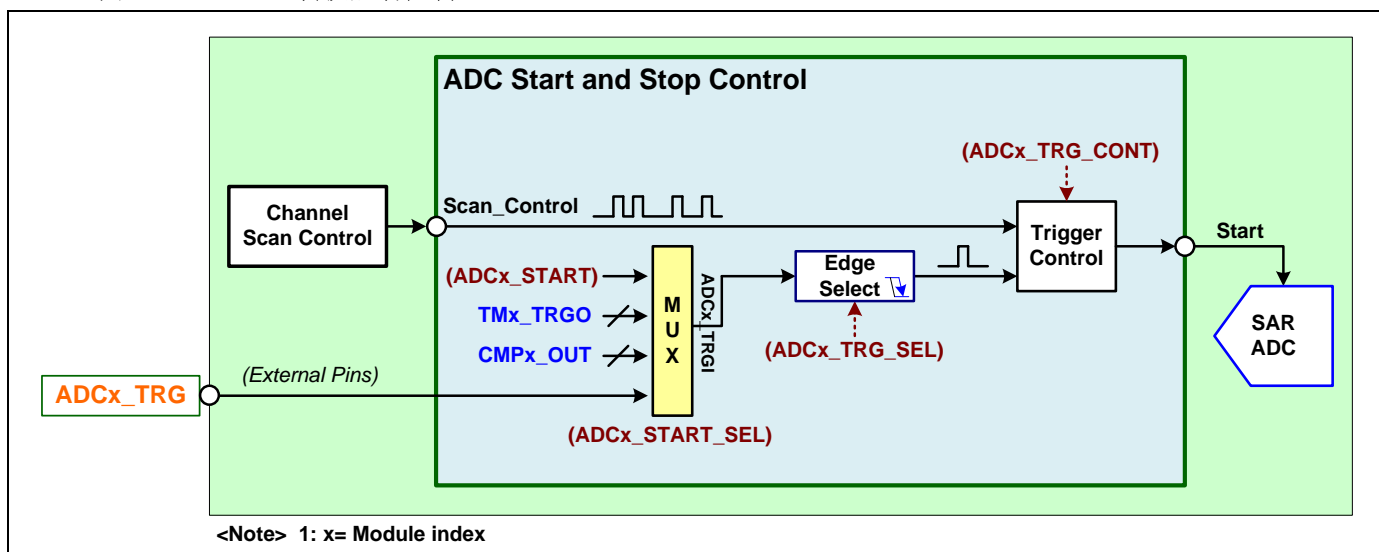 ADC Start and Stop Control
(ADCx_TRG_CONT)
Channel
Scan Control
Scan_Control
Trigger
Control
Start
(ADCx_START)
TMx_TRGO
CMPx_OUT
MUX
ADCx_TRGI
Edge
Select
(ADCx_TRG_SEL)
SAR
ADC
ADCx_TRG
(External Pins)
(ADCx_START_SEL)
<Note> 1: x= Module index